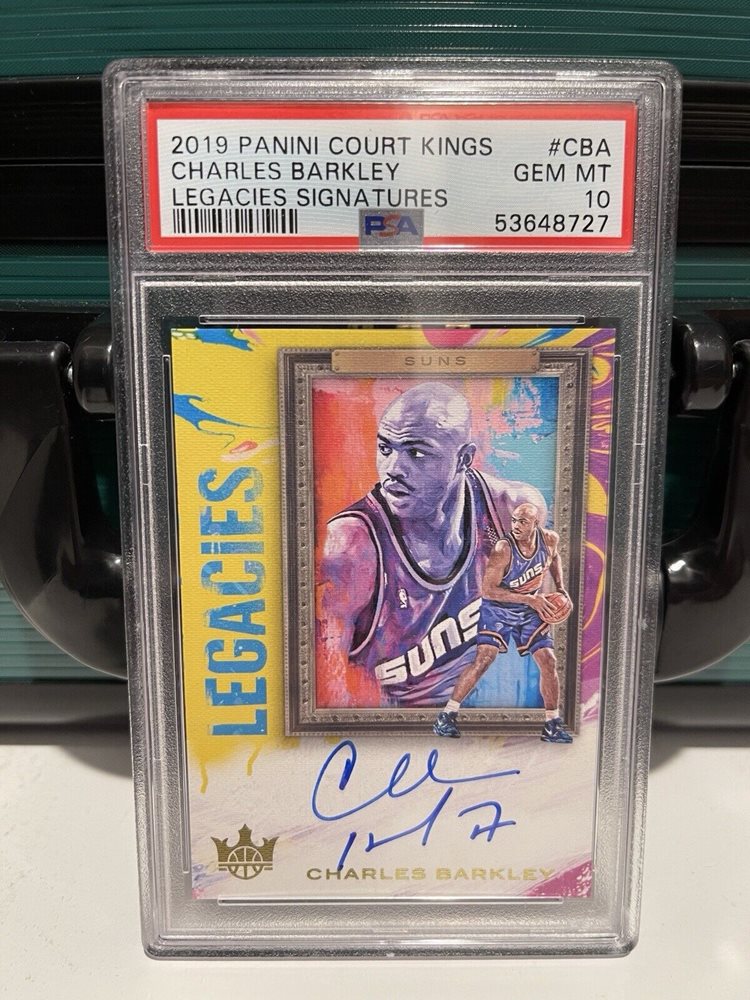 2019 PANINI COURT KINGS #CBA
CHARLES BARKLEY GEM MT
LEGACIES SIGNATURES 10
PSA 53648727
SUNS
LEGACIES
SUNS
SUNS
CHARLES BARKLEY